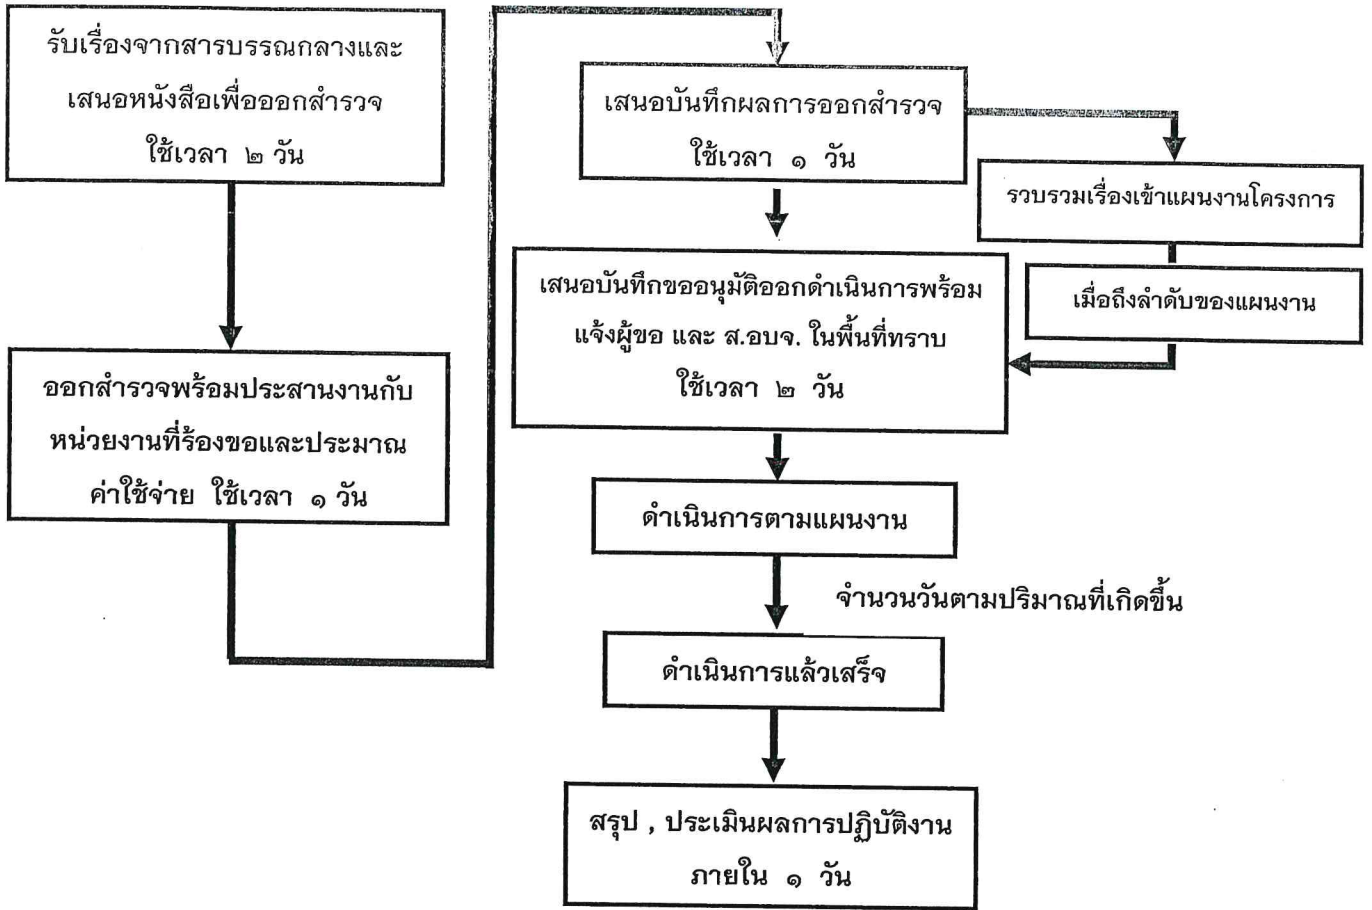 รับเรื่องจากสารบรรณกลางและ
เสนอหนังสือเพื่อออกสำรวจ
ใช้เวลา ๒ วัน
ออกสำรวจพร้อมประสานงานกับ
หน่วยงานที่ร้องขอและประมาณ
ค่าใช้จ่าย ใช้เวลา ๑ วัน
เสนอบันทึกผลการออกสำรวจ
ใช้เวลา ๑ วัน
รวบรวมเรื่องเข้าแผนงานโครงการ
เมื่อถึงลำดับของแผนงาน
เสนอบันทึกขออนุมัติออกดำเนินการพร้อม
แจ้งผู้ขอ และ ส.อบจ. ในพื้นที่ทราบ
ใช้เวลา ๒ วัน
ดำเนินการตามแผนงาน
จำนวนวันตามปริมาณที่เกิดขึ้น
ดำเนินการแล้วเสร็จ
สรุป , ประเมินผลการปฏิบัติงาน
ภายใน ๑ วัน